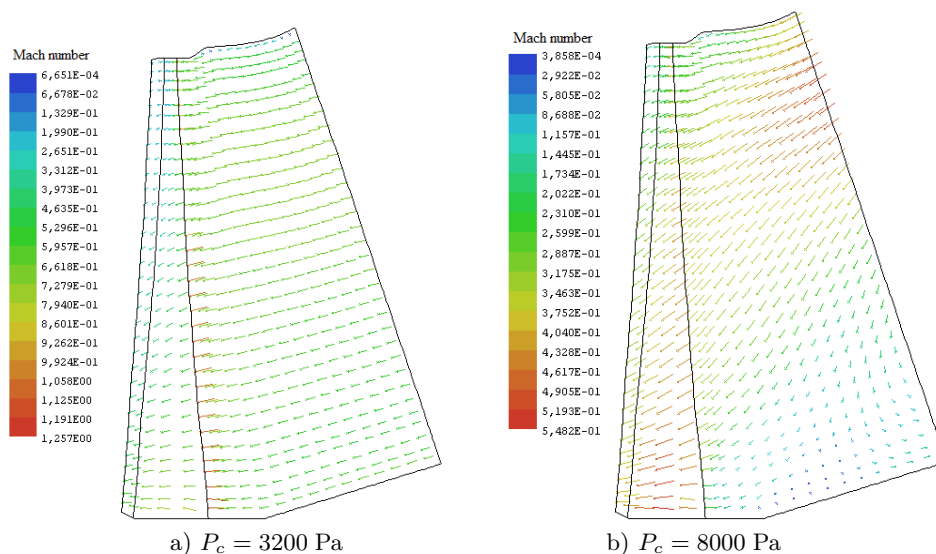 Mach number
6,651E-04
6,678E-02
1,329E-01
1,990E-01
2,651E-01
3,312E-01
3,973E-01
4,635E-01
5,296E-01
5,957E-01
6,618E-01
7,279E-01
7,940E-01
8,601E-01
9,262E-01
9,924E-01
1,058E00
1,125E00
1,191E00
1,257E00
a) P_c = 3200 Pa
Mach number
3,858E-04
2,922E-02
5,805E-02
8,688E-02
1,157E-01
1,445E-01
1,734E-01
2,022E-01
2,310E-01
2,599E-01
2,887E-01
3,175E-01
3,463E-01
3,752E-01
4,040E-01
4,328E-01
4,617E-01
4,905E-01
5,193E-01
5,482E-01
b) P_c = 8000 Pa